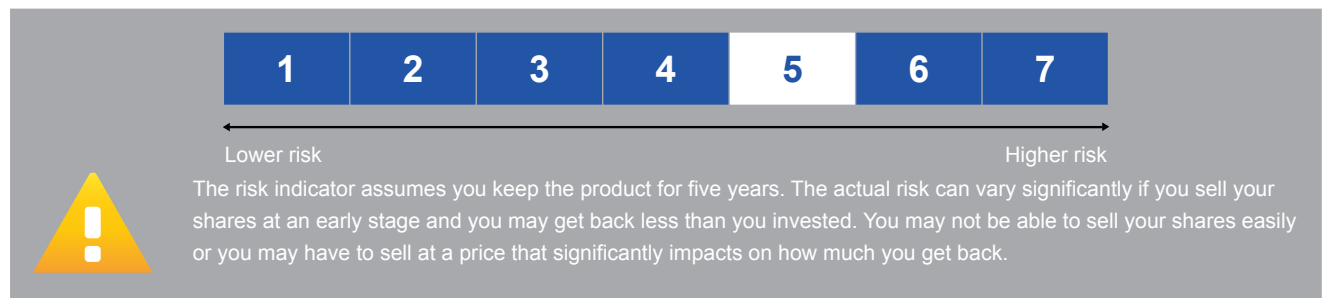 1 2 3 4 5 6 7
Lower risk Higher risk
The risk indicator assumes you keep the product for five years. The actual risk can vary significantly if you sell your
shares at an early stage and you may get back less than you invested. You may not be able to sell your shares easily
or you may have to sell at a price that significantly impacts on how much you get back.